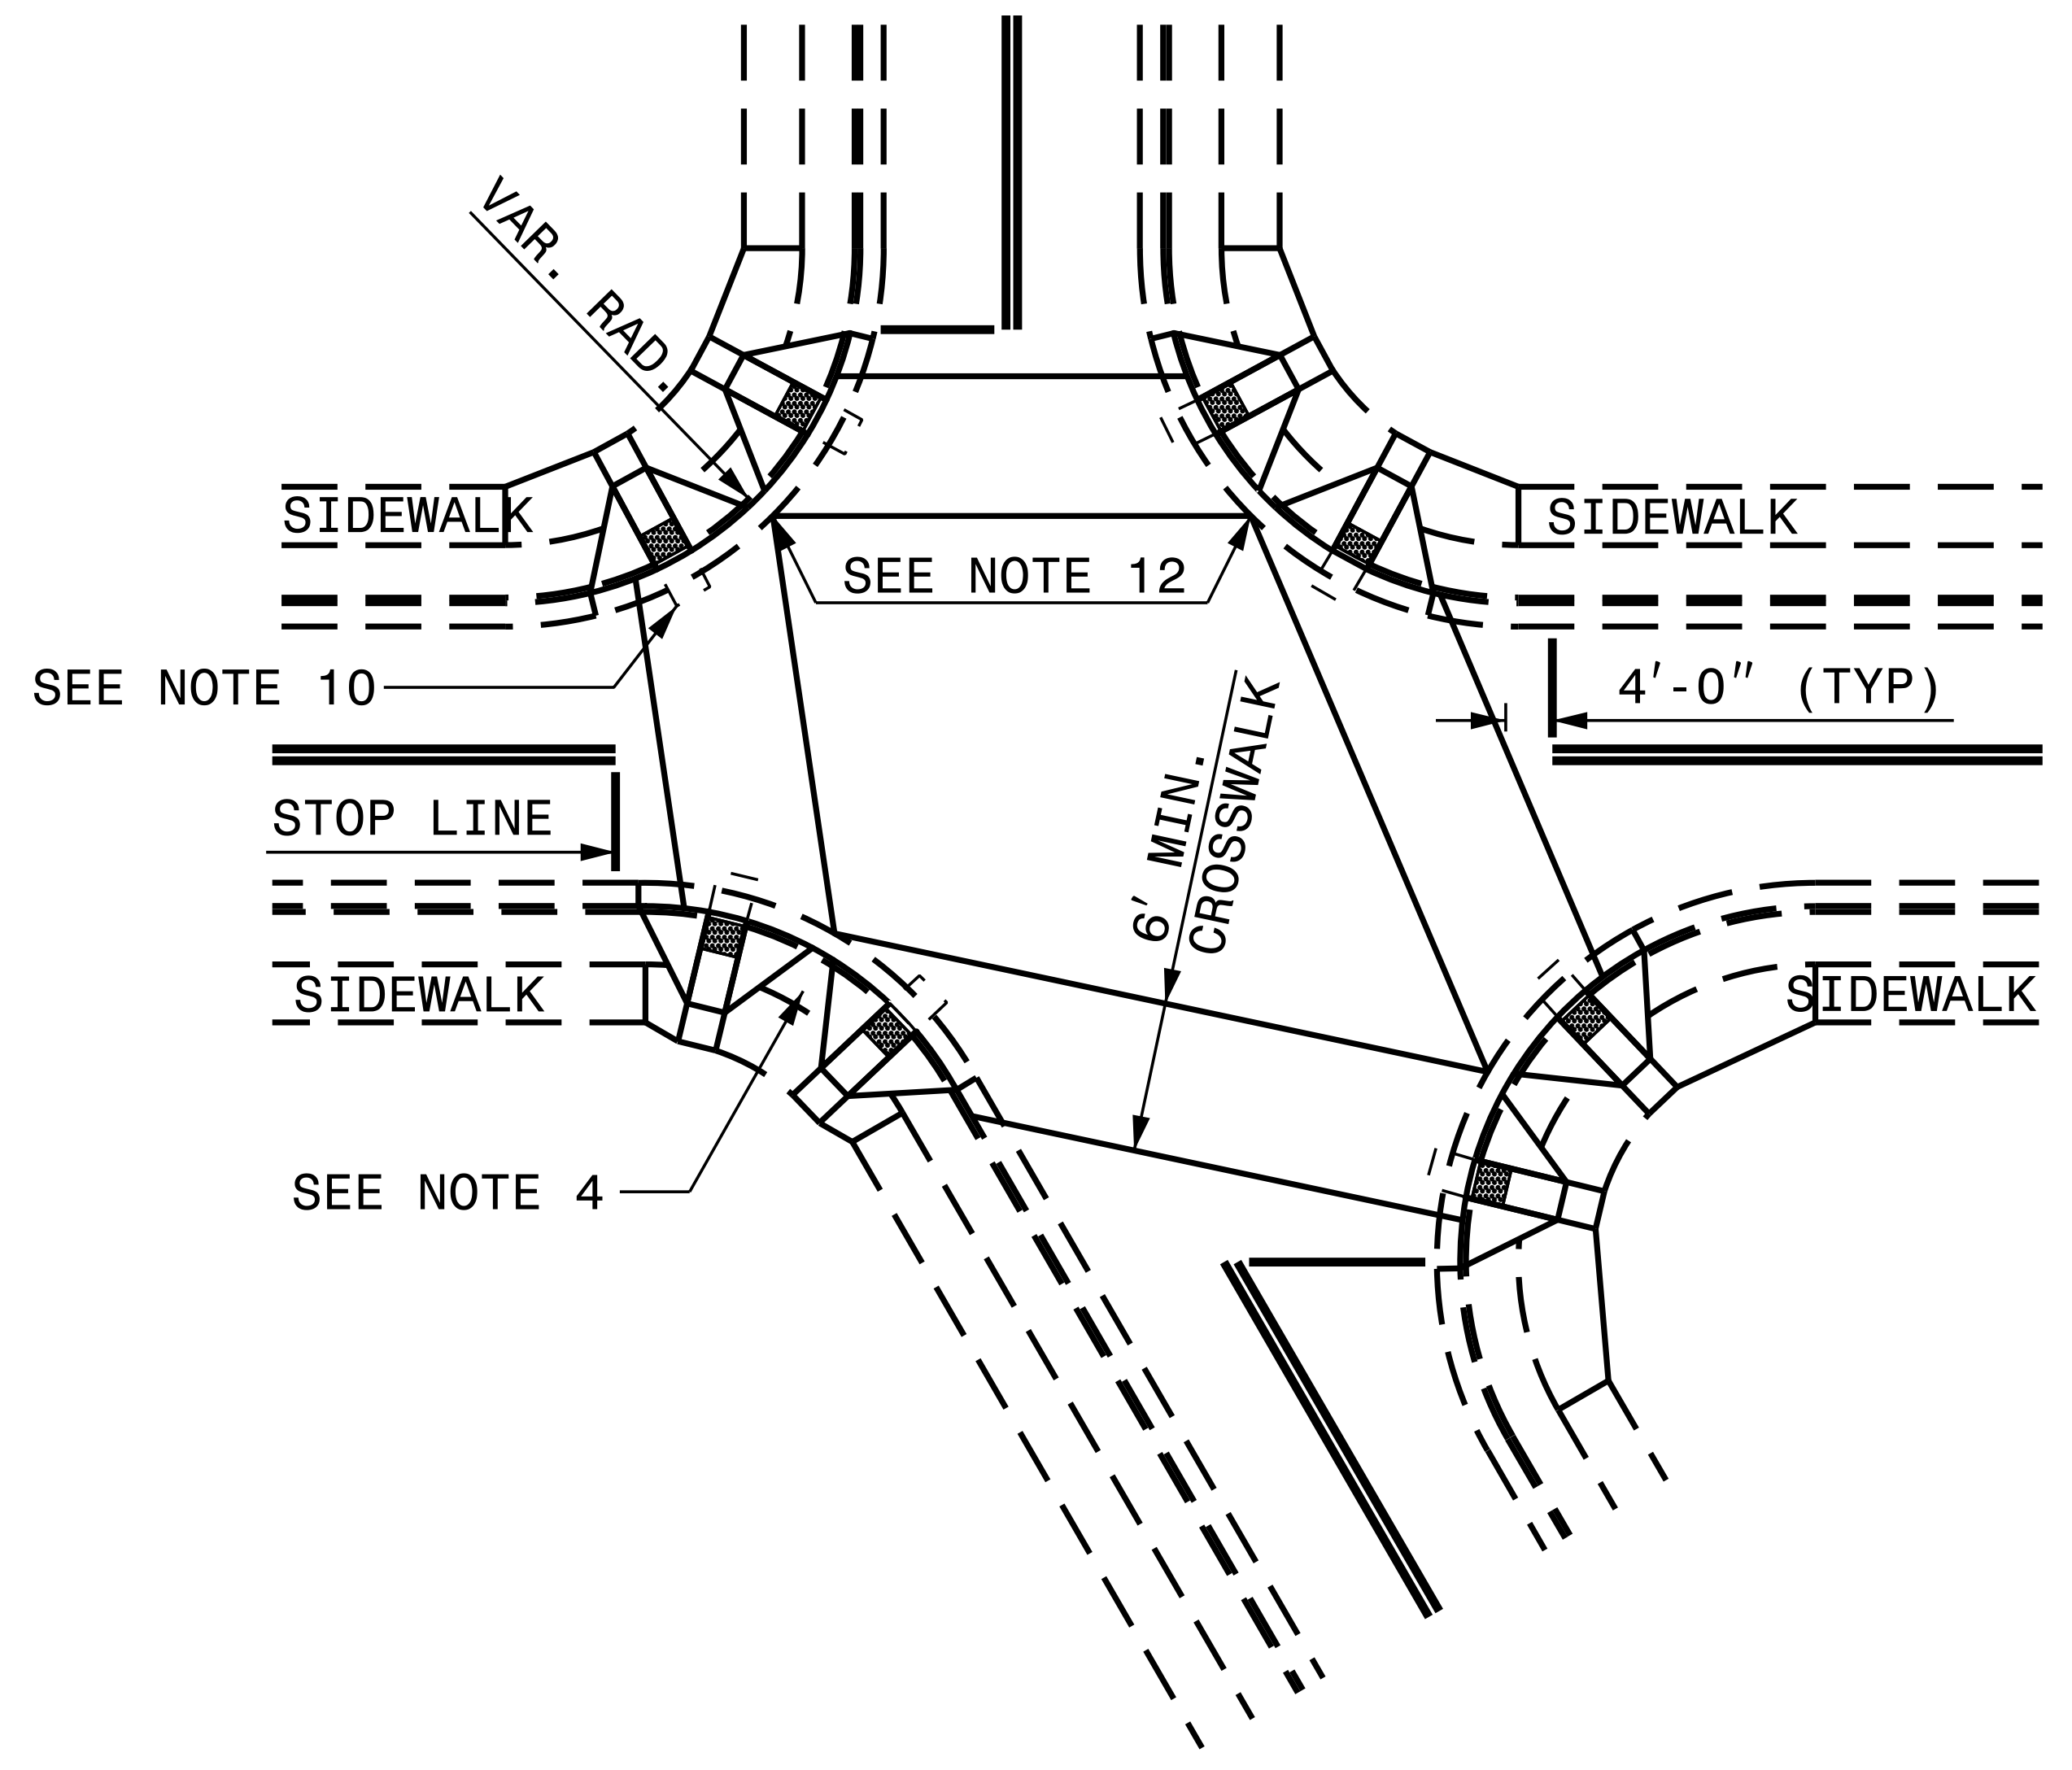 VAR. RAD.
SIDEWALK
SIDEWALK
SEE NOTE 12
SEE NOTE 10
4'-0" (TYP)
6' MIN.
CROSSWALK
STOP LINE
SIDEWALK
SIDEWALK
SEE NOTE 4